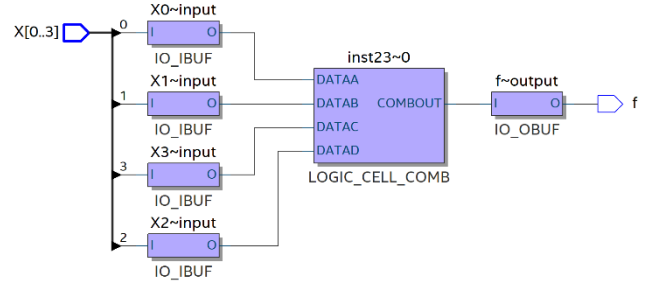 X[0..3]
0
X0~input
I
O
IO_IBUF
1
X1~input
I
O
IO_IBUF
3
X3~input
I
O
IO_IBUF
2
X2~input
I
O
IO_IBUF
inst23~0
DATAA
DATAB
COMBOUT
DATAC
DATAD
LOGIC_CELL_COMB
f~output
I
O
IO_OBUF
f